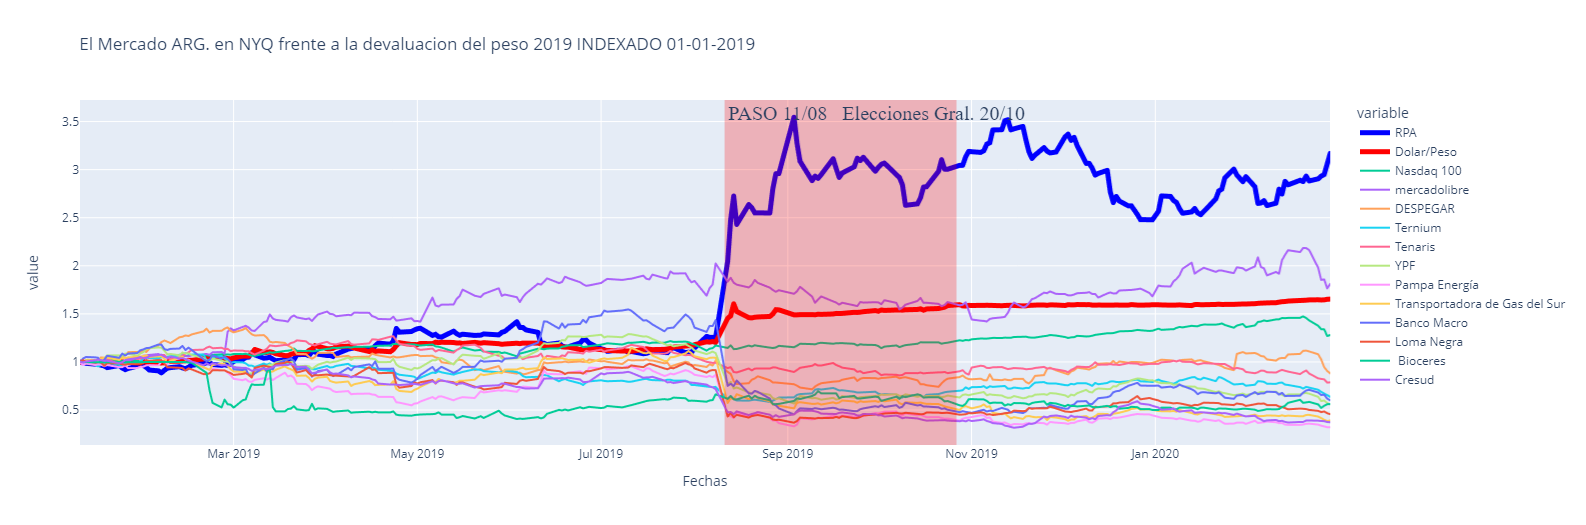 El Mercado ARG. en NYQ frente a la devaluacion del peso 2019 INDEXADO 01-01-2019
PASO 11/08 Elecciones Gral. 20/10
value
3.5
3
2.5
2
1.5
1
0.5
Mar 2019 May 2019 Jul 2019 Sep 2019 Nov 2019 Jan 2020
Fechas
variable
RPA
Dolar/Peso
Nasdaq 100
mercadolibre
DESPEGAR
Ternium
Tenaris
YPF
Pampa Energía
Transportadora de Gas del Sur
Banco Macro
Loma Negra
Bioceres
Cresud